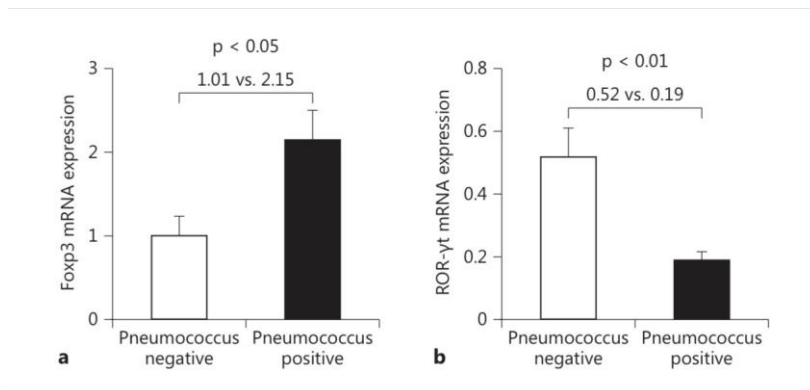 p < 0.05
1.01 vs. 2.15
3
2
1
0
Foxp3 mRNA expression
Pneumococcus negative
Pneumococcus positive
a
p < 0.01
0.52 vs. 0.19
0.8
0.6
0.4
0.2
0
ROR-γt mRNA expression
Pneumococcus negative
Pneumococcus positive
b